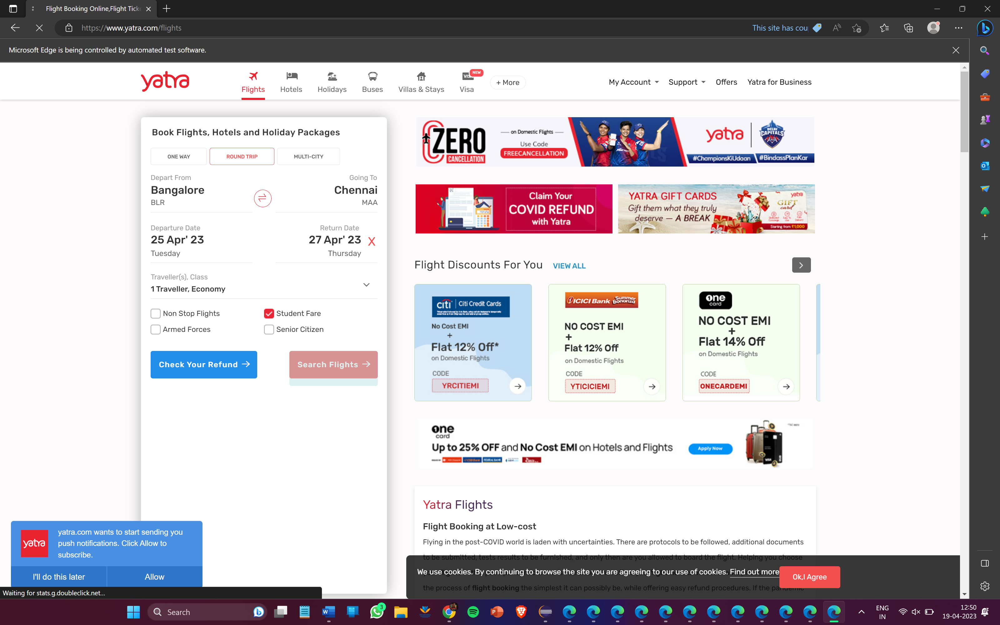 Flight Booking Online,Flight Ticke
https://www.yatra.com/flights
This site has cou
Microsoft Edge is being controlled by automated test software.
yatra
Flights
Hotels
Holidays
Buses
Villas & Stays
VISA
NEW
Visa
+ More
My Account
Support
Offers
Yatra for Business
Book Flights, Hotels and Holiday Packages
ONE WAY
ROUND TRIP
MULTI-CITY
Depart From
Going To
Bangalore
Chennai
BLR
MAA
Departure Date
Return Date
25 Apr' 23
27 Apr' 23
X
Tuesday
Thursday
Traveller(s), Class
1 Traveller, Economy
Non Stop Flights
Student Fare
Armed Forces
Senior Citizen
Check Your Refund
Search Flights
ZERO
CANCELLATION
on Domestic Flights
Use Code
FREECANCELLATION
yatra
DELHI
CAPITALS
#ChampionsKiUdaan
#BindassPlanKar
Claim Your
COVID REFUND
with Yatra
YATRA GIFT CARDS
Gift them what they truly
deserve — A BREAK
yatra
GIFT
card
Starting from ₹1,000
Flight Discounts For You
VIEW ALL
citi
Citi Credit Cards
No Cost EMI
+
Flat 12% Off*
on Domestic Flights
CODE
YRCITIEMI
ICICI Bank
Summer
Bonanza
NO COST EMI
+
Flat 12% Off
on Domestic Flights
CODE
YTICICIEMI
one
card
NO COST EMI
+
Flat 14% Off
on Domestic Flights
CODE
ONECARDEMI
one
card
Up to 25% OFF and No Cost EMI on Hotels and Flights
CSB Bank
FEDERAL BANK
Apply Now
VISA
Yatra Flights
Flight Booking at Low-cost
Flying in the post-COVID world is laden with uncertainties. There are protocols to be followed, additional documents
to be submitted, tests results to be furnished, and only then are you allowed to board the flight. Helping you choose
We use cookies. By continuing to browse the site you are agreeing to our use of cookies. Find out more
Ok,I Agree
the process of flight booking the simplest it can possibly be, while offering easy refund procedures. If the pandemic
yatra
yatra.com wants to start sending you
push notifications. Click Allow to
subscribe.
I'll do this later
Allow
Waiting for stats.g.doubleclick.net...
Search
3
ENG
IN
12:50
19-04-2023